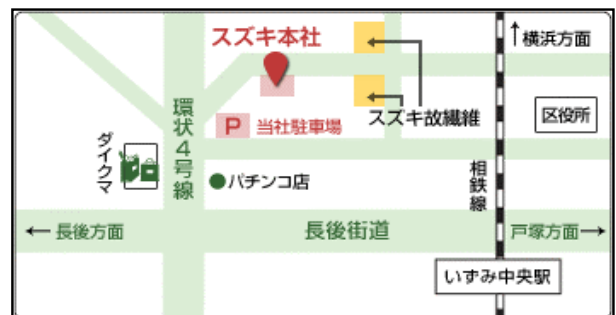 スズキ本社
↑横浜方面
P 当社駐車場
スズキ故繊維
区役所
環状4号線
ダイクマ
●パチンコ店
相鉄線
←長後方面
長後街道
戸塚方面→
いずみ中央駅